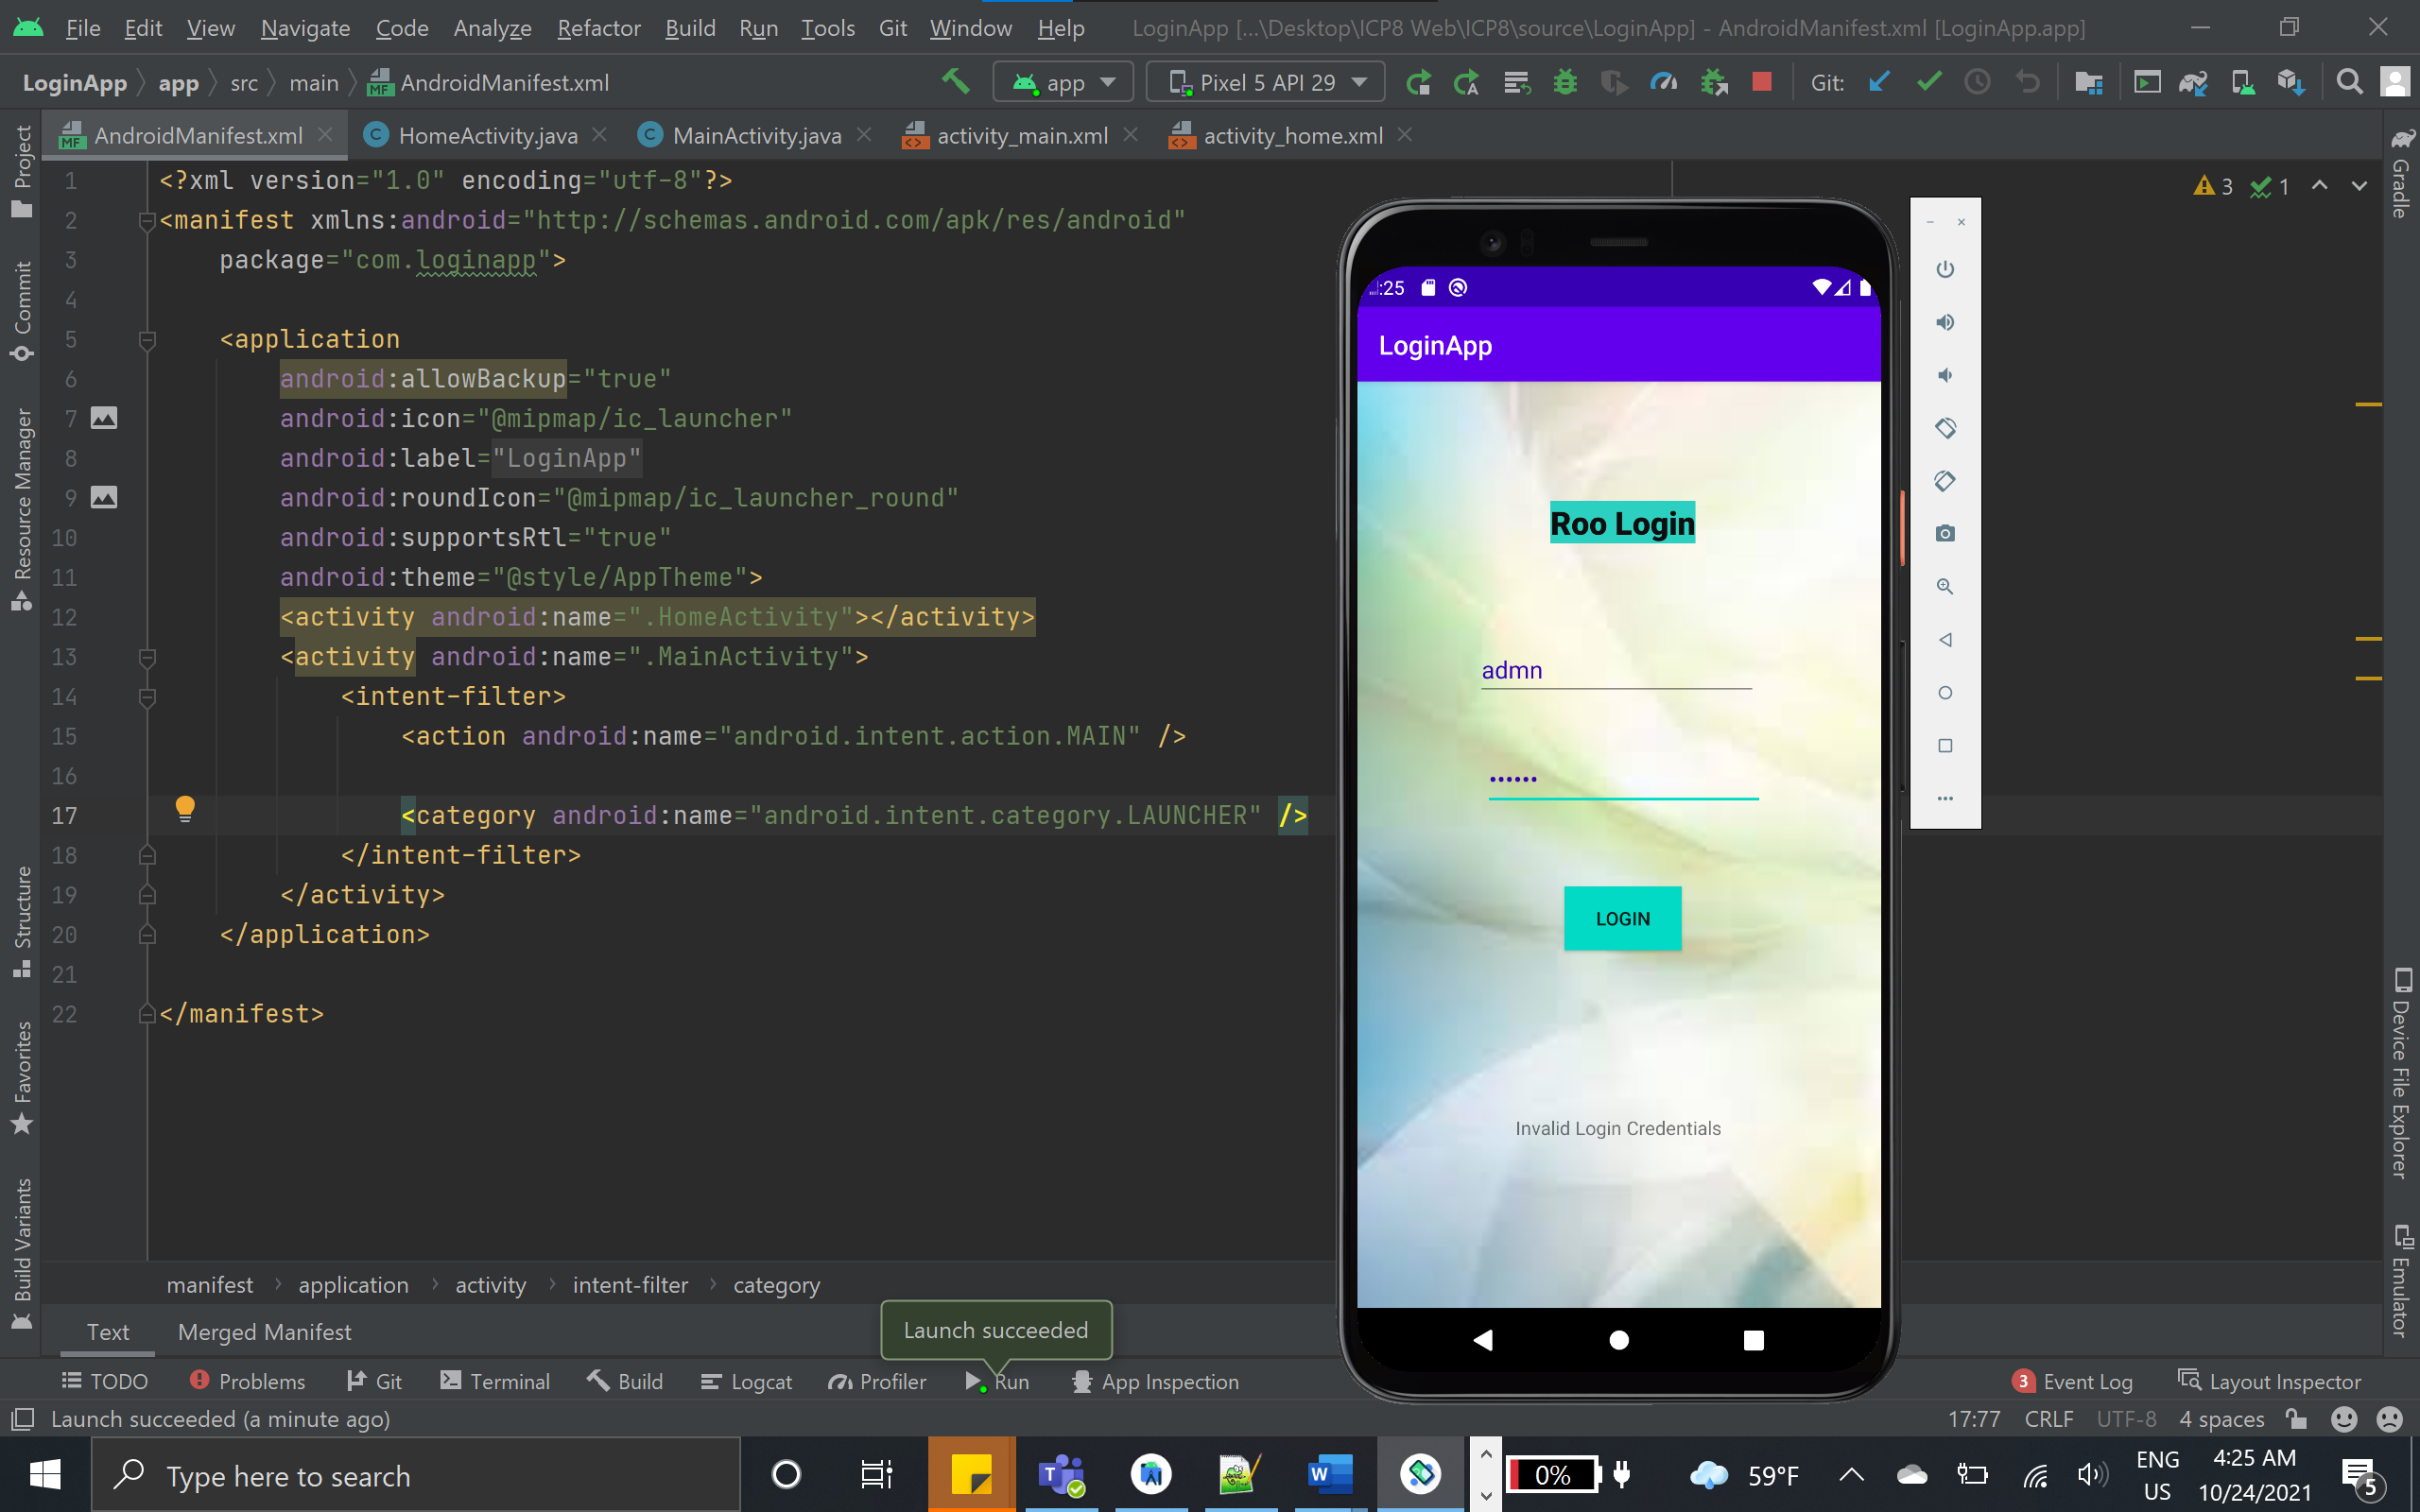 File Edit View Navigate Code Analyze Refactor Build Run Tools Git Window Help LoginApp [...\Desktop\ICP8 Web\ICP8\source\LoginApp] - AndroidManifest.xml [LoginApp.app]
LoginApp app src main AndroidManifest.xml app Pixel 5 API 29 Git:
AndroidManifest.xml HomeActivity.java MainActivity.java activity_main.xml activity_home.xml
3 1
1 <?xml version="1.0" encoding="utf-8"?>
2 <manifest xmlns:android="http://schemas.android.com/apk/res/android"
3 package="com.loginapp">
4
5 <application
6 android:allowBackup="true"
7 android:icon="@mipmap/ic_launcher"
8 android:label="LoginApp"
9 android:roundIcon="@mipmap/ic_launcher_round"
10 android:supportsRtl="true"
11 android:theme="@style/AppTheme">
12 <activity android:name=".HomeActivity"></activity>
13 <activity android:name=".MainActivity">
14 <intent-filter>
15 <action android:name="android.intent.action.MAIN" />
16
17 <category android:name="android.intent.category.LAUNCHER" />
18 </intent-filter>
19 </activity>
20 </application>
21
22 </manifest>
Project
Commit
Resource Manager
Structure
Favorites
Build Variants
:25
LoginApp
Roo Login
admn
••••••
LOGIN
Invalid Login Credentials
Gradle
Device File Explorer
Emulator
manifest application activity intent-filter category
Text Merged Manifest
Launch succeeded
TODO Problems Git Terminal Build Logcat Profiler Run App Inspection 3 Event Log Layout Inspector
Launch succeeded (a minute ago) 17:77 CRLF UTF-8 4 spaces
Type here to search 0% 59°F ENG US 4:25 AM 10/24/2021 5